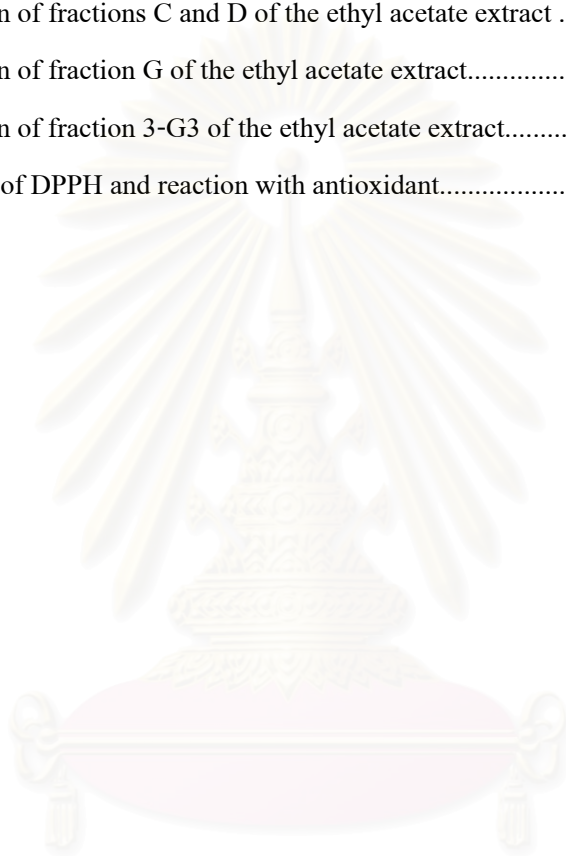 n of fractions C and D of the ethyl acetate extract .
n of fraction G of the ethyl acetate extract..............
n of fraction 3-G3 of the ethyl acetate extract.........
of DPPH and reaction with antioxidant..................